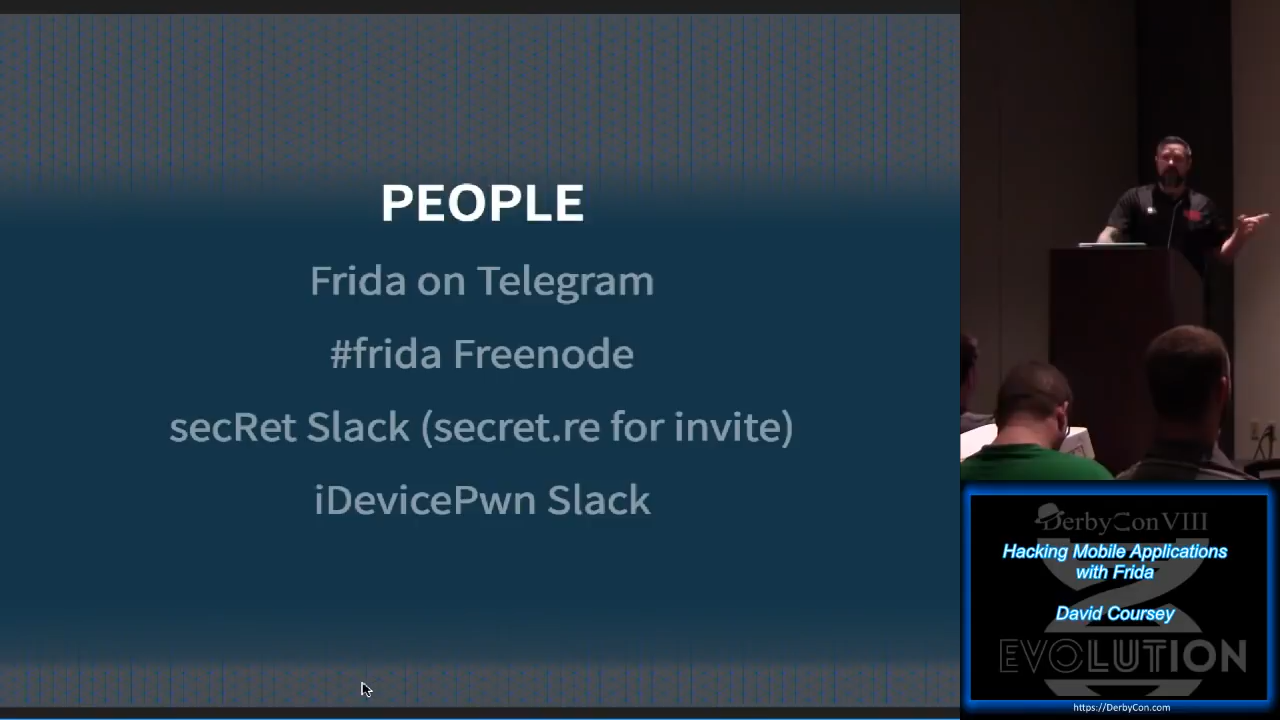 PEOPLE
Frida on Telegram
#frida Freenode
secRet Slack (secret.re for invite)
iDevicePwn Slack
DerbyCon VIII
Hacking Mobile Applications
with Frida
David Coursey
EVOLUTION
https://DerbyCon.com